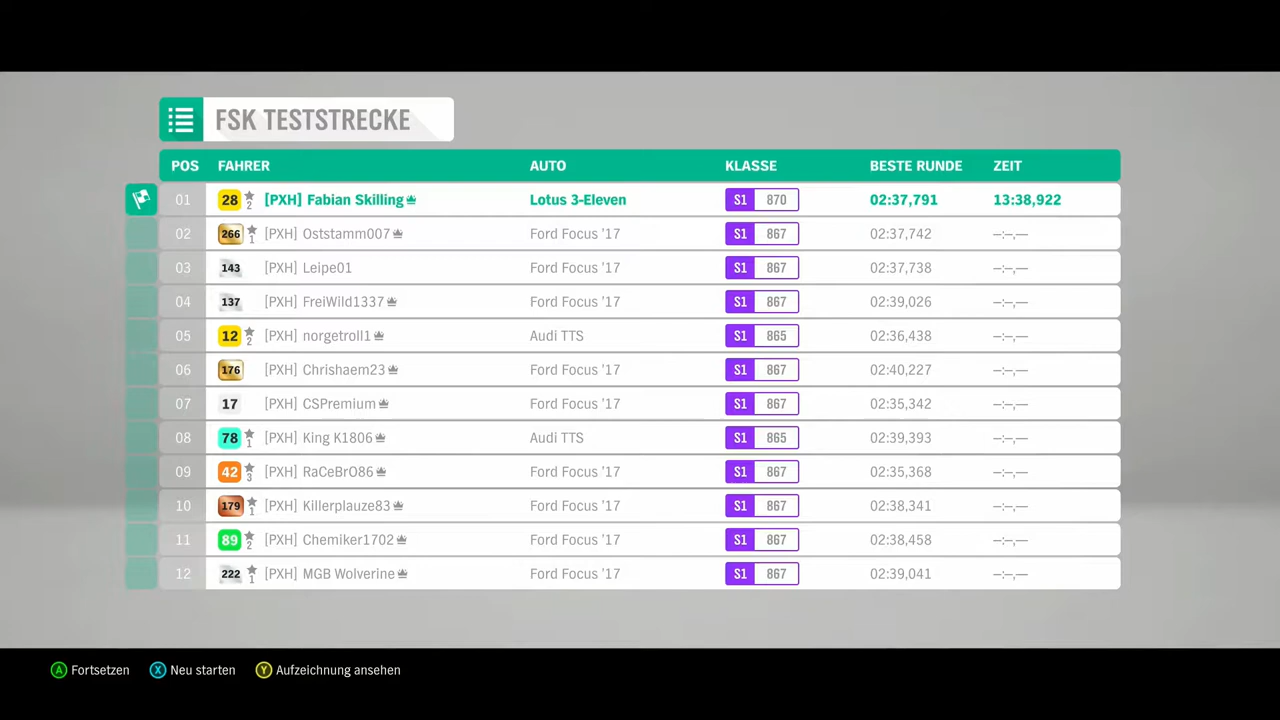 FSK TESTSTRECKE
POS FAHRER AUTO KLASSE BESTE RUNDE ZEIT
01 28 2 [PXH] Fabian Skilling Lotus 3-Eleven S1 870 02:37,791 13:38,922
02 266 1 [PXH] Oststamm007 Ford Focus '17 S1 867 02:37,742 --:--,---
03 143 [PXH] Leipe01 Ford Focus '17 S1 867 02:37,738 --:--,---
04 137 [PXH] FreiWild1337 Ford Focus '17 S1 867 02:39,026 --:--,---
05 12 2 [PXH] norgetroll1 Audi TTS S1 865 02:36,438 --:--,---
06 176 [PXH] Chrishaem23 Ford Focus '17 S1 867 02:40,227 --:--,---
07 17 [PXH] CSPremium Ford Focus '17 S1 867 02:35,342 --:--,---
08 78 1 [PXH] King K1806 Audi TTS S1 865 02:39,393 --:--,---
09 42 3 [PXH] RaCeBrO86 Ford Focus '17 S1 867 02:35,368 --:--,---
10 179 1 [PXH] Killerplauze83 Ford Focus '17 S1 867 02:38,341 --:--,---
11 89 2 [PXH] Chemiker1702 Ford Focus '17 S1 867 02:38,458 --:--,---
12 222 1 [PXH] MGB Wolverine Ford Focus '17 S1 867 02:39,041 --:--,---
A Fortsetzen X Neu starten Y Aufzeichnung ansehen